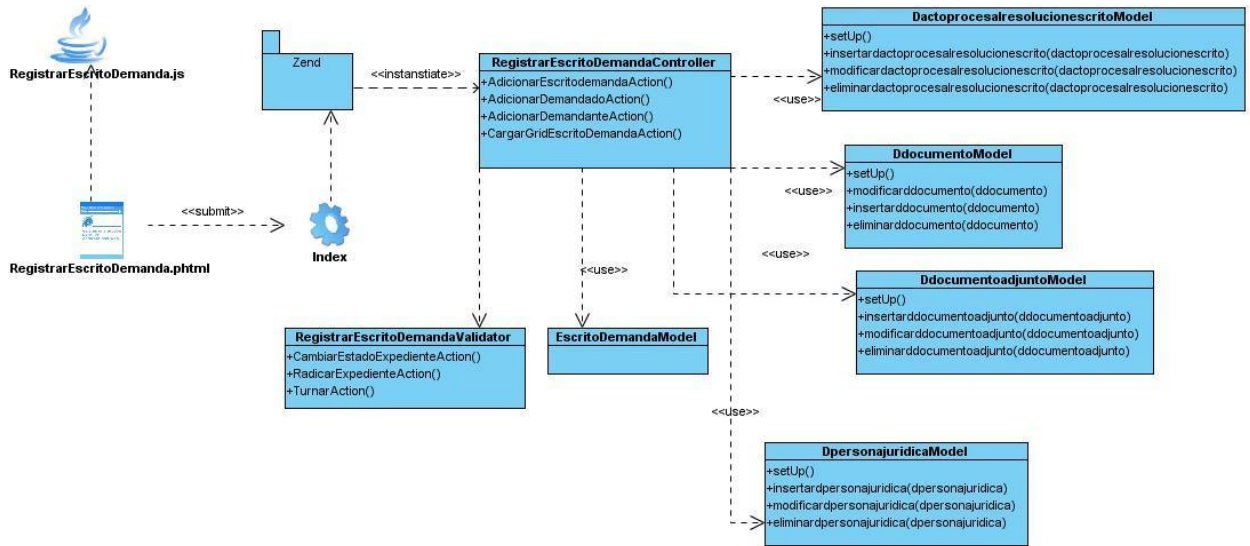 RegistrarEscritoDemanda.js
RegistrarEscritoDemanda.phtml
<<submit>>
Index
Zend
<<instanstiate>>
RegistrarEscritoDemandaController
+AdicionarEscritodemandaAction()
+AdicionarDemandadoAction()
+AdicionarDemandanteAction()
+CargarGridEscritoDemandaAction()
<<use>>
DactoprocesalresolucionescritoModel
+setUp()
+insertardactoprocesalresolucionescrito(dactoprocesalresolucionescrito)
+modificardactoprocesalresolucionescrito(dactoprocesalresolucionescrito)
+eliminardactoprocesalresolucionescrito(dactoprocesalresolucionescrito)
<<use>>
DdocumentoModel
+setUp()
+modificarddocumento(ddocumento)
+insertarddocumento(ddocumento)
+eliminarddocumento(ddocumento)
<<use>>
DdocumentoadjuntoModel
+setUp()
+insertarddocumentoadjunto(ddocumentoadjunto)
+modificarddocumentoadjunto(ddocumentoadjunto)
+eliminarddocumentoadjunto(ddocumentoadjunto)
<<use>>
RegistrarEscritoDemandaValidator
+CambiarEstadoExpedienteAction()
+RadicarExpedienteAction()
+TurnarAction()
EscritoDemandaModel
<<use>>
DpersonajuridicaModel
+setUp()
+insertardpersonajuridica(dpersonajuridica)
+modificardpersonajuridica(dpersonajuridica)
+eliminardpersonajuridica(dpersonajuridica)